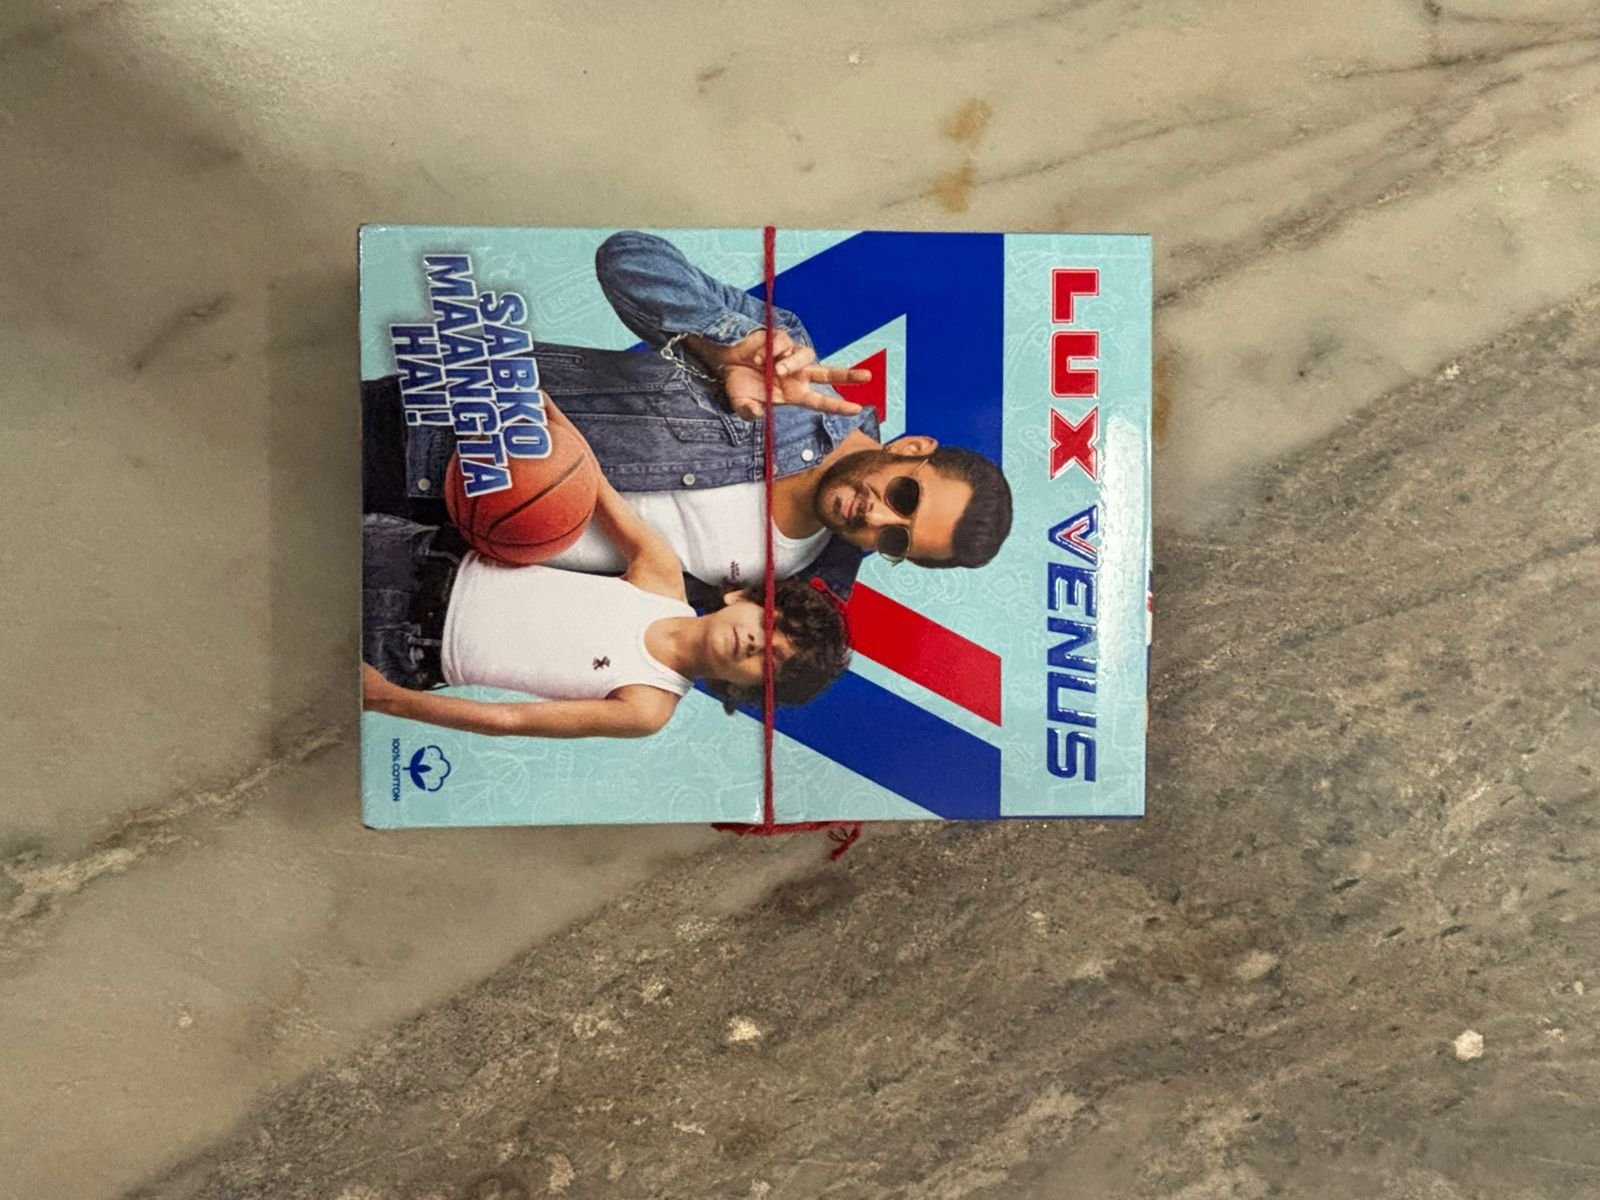 LUX VENUS
SABKO
MAANGTA
HAI!
100% COTTON